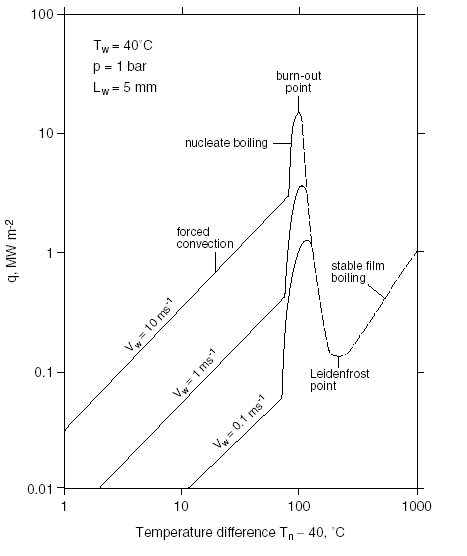 100
10
1
0.1
0.01
q, MW m-2
Tw = 40°C
p = 1 bar
Lw = 5 mm
burn-out
point
nucleate boiling
forced
convection
stable film
boiling
Leidenfrost
point
Vw = 10 ms-1
Vw = 1 ms-1
Vw = 0.1 ms-1
1
10
100
1000
Temperature difference Tn – 40, °C